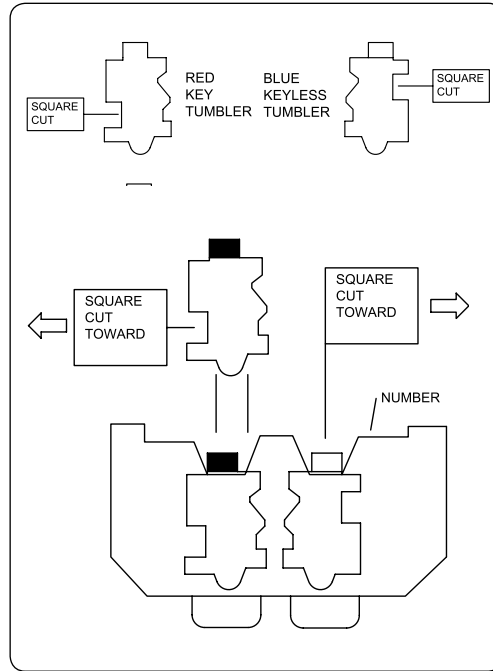 RED
KEY
TUMBLER
BLUE
KEYLESS
TUMBLER
SQUARE
CUT
SQUARE
CUT
SQUARE
CUT
TOWARD
SQUARE
CUT
TOWARD
NUMBER